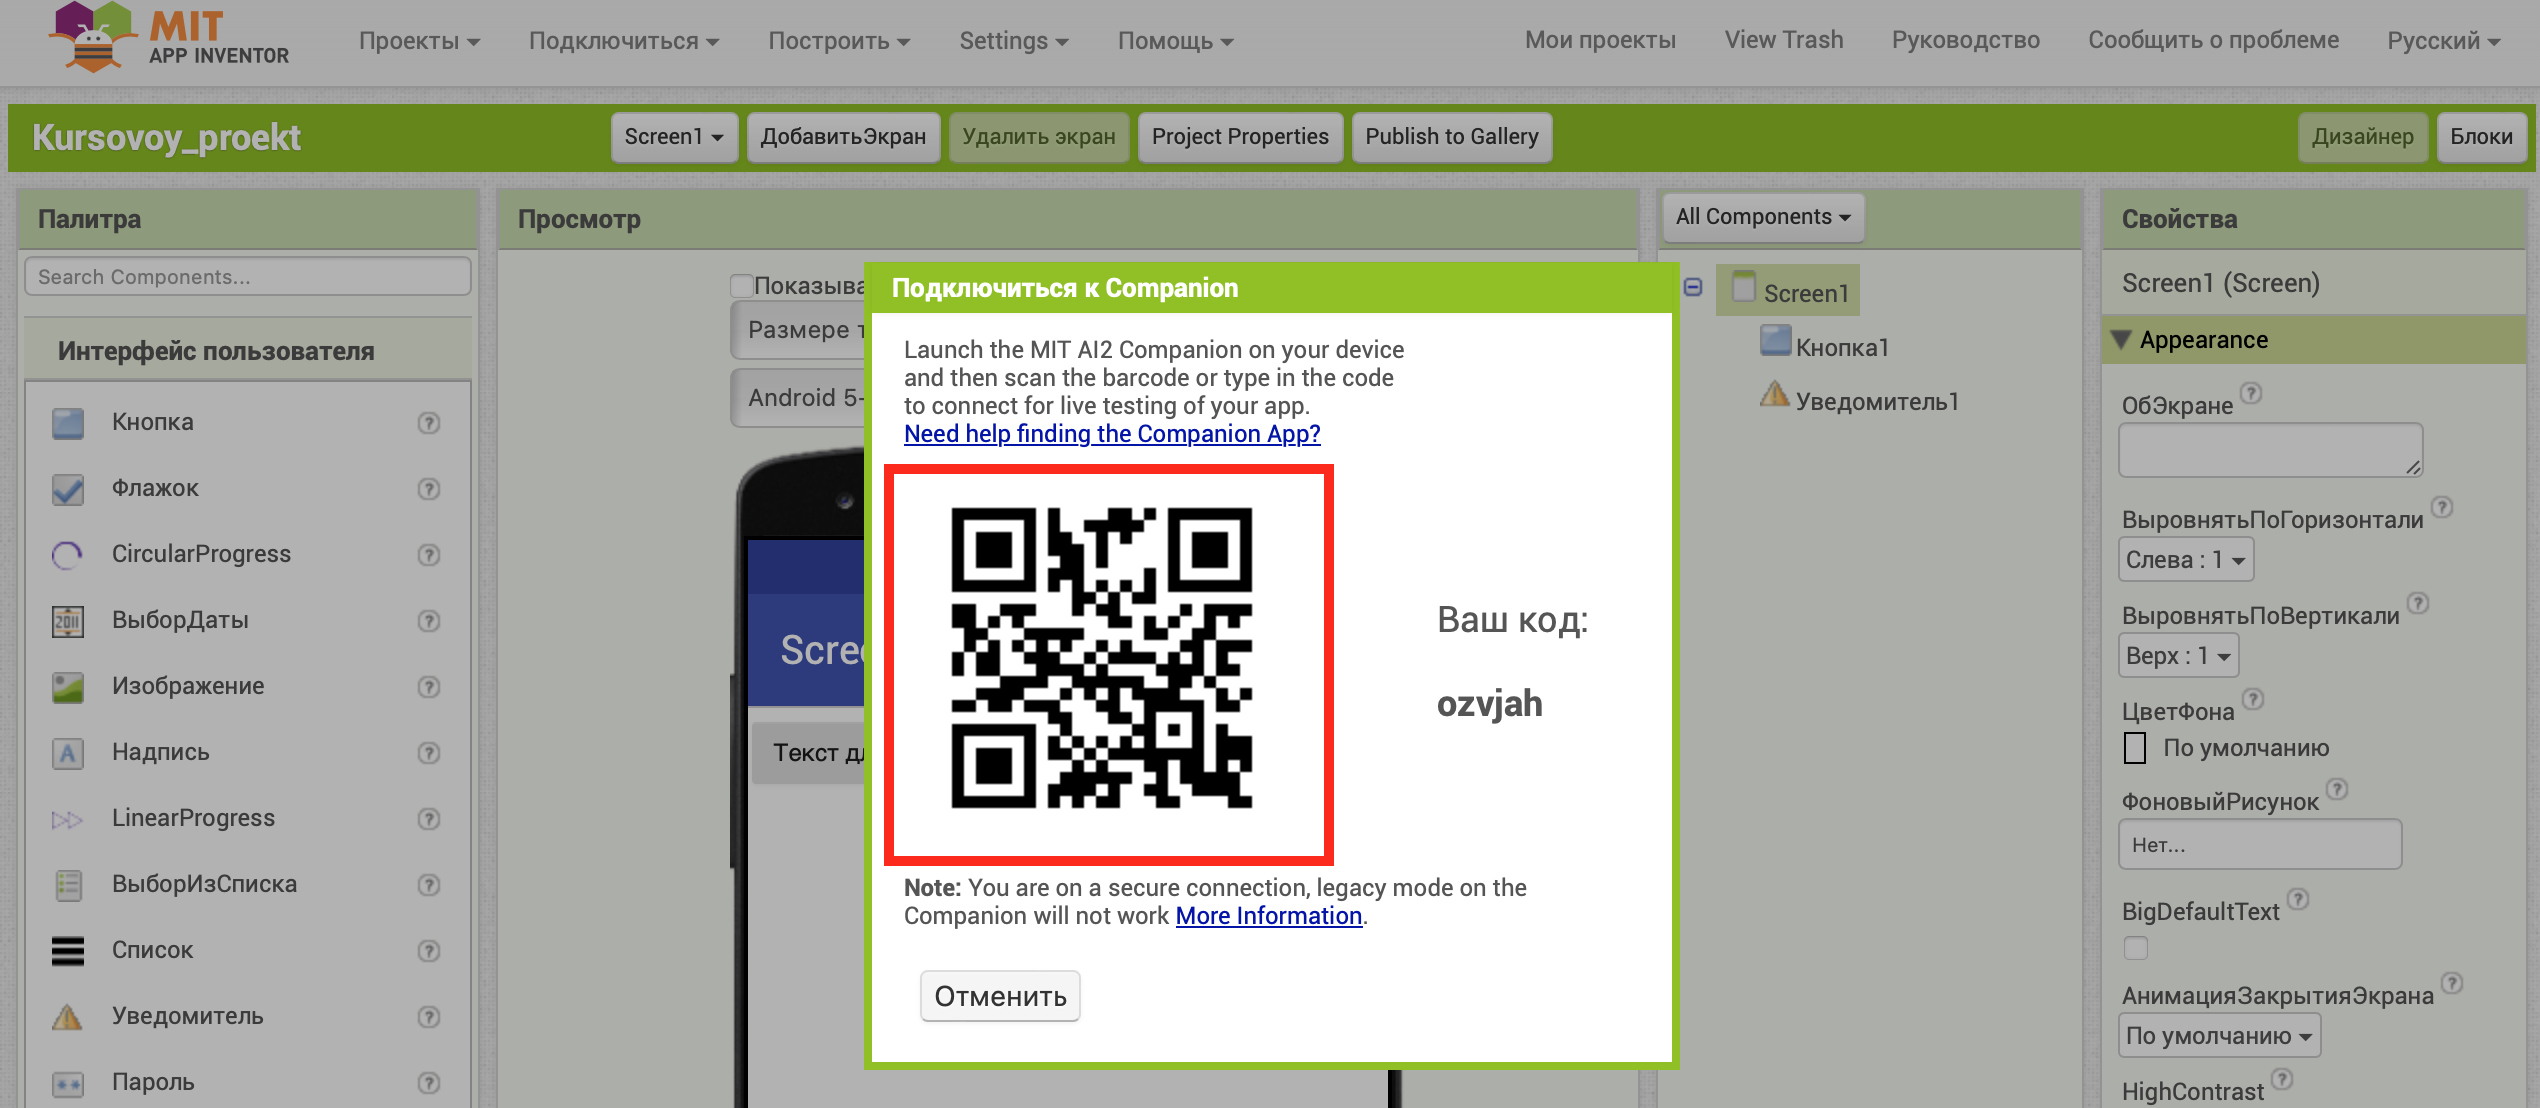 MIT
APP INVENTOR
Проекты
Подключиться
Построить
Settings
Помощь
Мои проекты
View Trash
Руководство
Сообщить о проблеме
Русский
Kursovoy_proekt
Screen1
ДобавитьЭкран
Удалить экран
Project Properties
Publish to Gallery
Дизайнер
Блоки
Палитра
Search Components...
Интерфейс пользователя
Кнопка
Флажок
CircularProgress
ВыборДаты
Изображение
Надпись
LinearProgress
ВыборИзСписка
Список
Уведомитель
Пароль
Просмотр
Показыва
Размере т
Android 5-
Scree
Текст дл
Подключиться к Companion
Launch the MIT AI2 Companion on your device
and then scan the barcode or type in the code
to connect for live testing of your app.
Need help finding the Companion App?
Ваш код:
ozvjah
Note: You are on a secure connection, legacy mode on the
Companion will not work More Information.
Отменить
All Components
Screen1
Кнопка1
Уведомитель1
Свойства
Screen1 (Screen)
Appearance
ОбЭкране
ВыровнятьПоГоризонтали
Слева : 1
ВыровнятьПоВертикали
Верх : 1
ЦветФона
По умолчанию
ФоновыйРисунок
Нет...
BigDefaultText
АнимацияЗакрытияЭкрана
По умолчанию
HighContrast